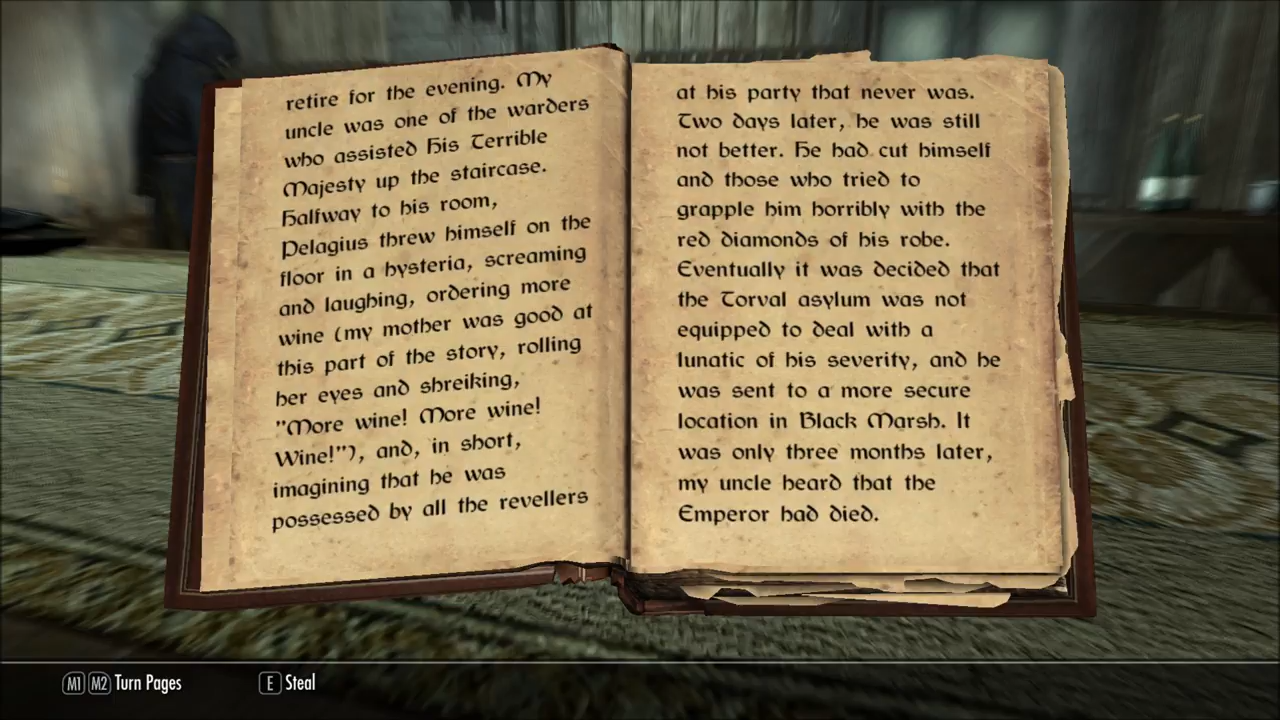 retire for the evening. My
uncle was one of the warders
who assisted His Terrible
Majesty up the staircase.
Halfway to his room,
Pelagius threw himself on the
floor in a hysteria, screaming
and laughing, ordering more
wine (my mother was good at
this part of the story, rolling
her eyes and shreiking,
"More wine! More wine!
Wine!"), and, in short,
imagining that he was
possessed by all the revellers
at his party that never was.
Two days later, he was still
not better. He had cut himself
and those who tried to
grapple him horribly with the
red diamonds of his robe.
Eventually it was decided that
the Torval asylum was not
equipped to deal with a
lunatic of his severity, and he
was sent to a more secure
location in Black Marsh. It
was only three months later,
my uncle heard that the
Emperor had died.
M1 M2 Turn Pages
E Steal